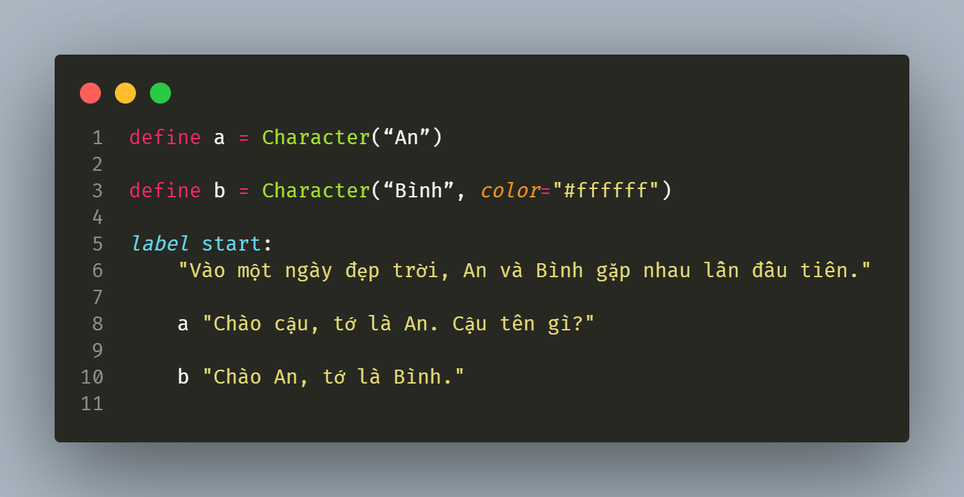 1 define a = Character(“An”)
2
3 define b = Character(“Bình”, color="#ffffff")
4
5 label start:
6 "Vào một ngày đẹp trời, An và Bình gặp nhau lần đầu tiên."
7
8 a "Chào cậu, tớ là An. Cậu tên gì?"
9
10 b "Chào An, tớ là Bình."
11